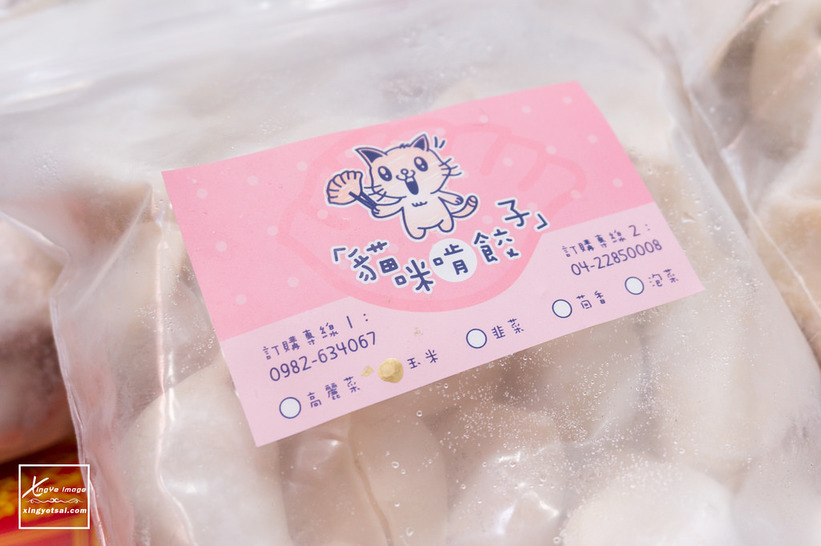 「貓咪啃餃子」
訂購專線1：
0982-634067
訂購專線2：
04-22850008
高麗菜
玉米
韭菜
茴香
泡菜
XingYe Image
xingyetsai.com